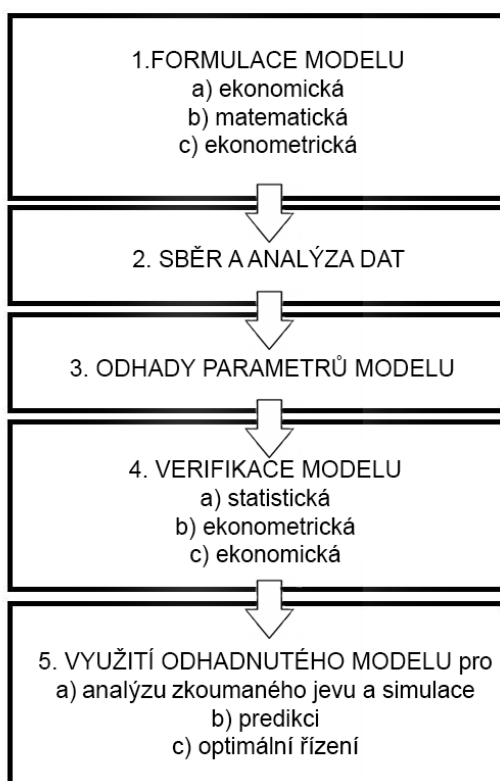 1.FORMULACE MODELU
a) ekonomická
b) matematická
c) ekonometrická
2. SBĚR A ANALÝZA DAT
3. ODHADY PARAMETRŮ MODELU
4. VERIFIKACE MODELU
a) statistická
b) ekonometrická
c) ekonomická
5. VYUŽITÍ ODHADNUTÉHO MODELU pro
a) analýzu zkoumaného jevu a simulace
b) predikci
c) optimální řízení